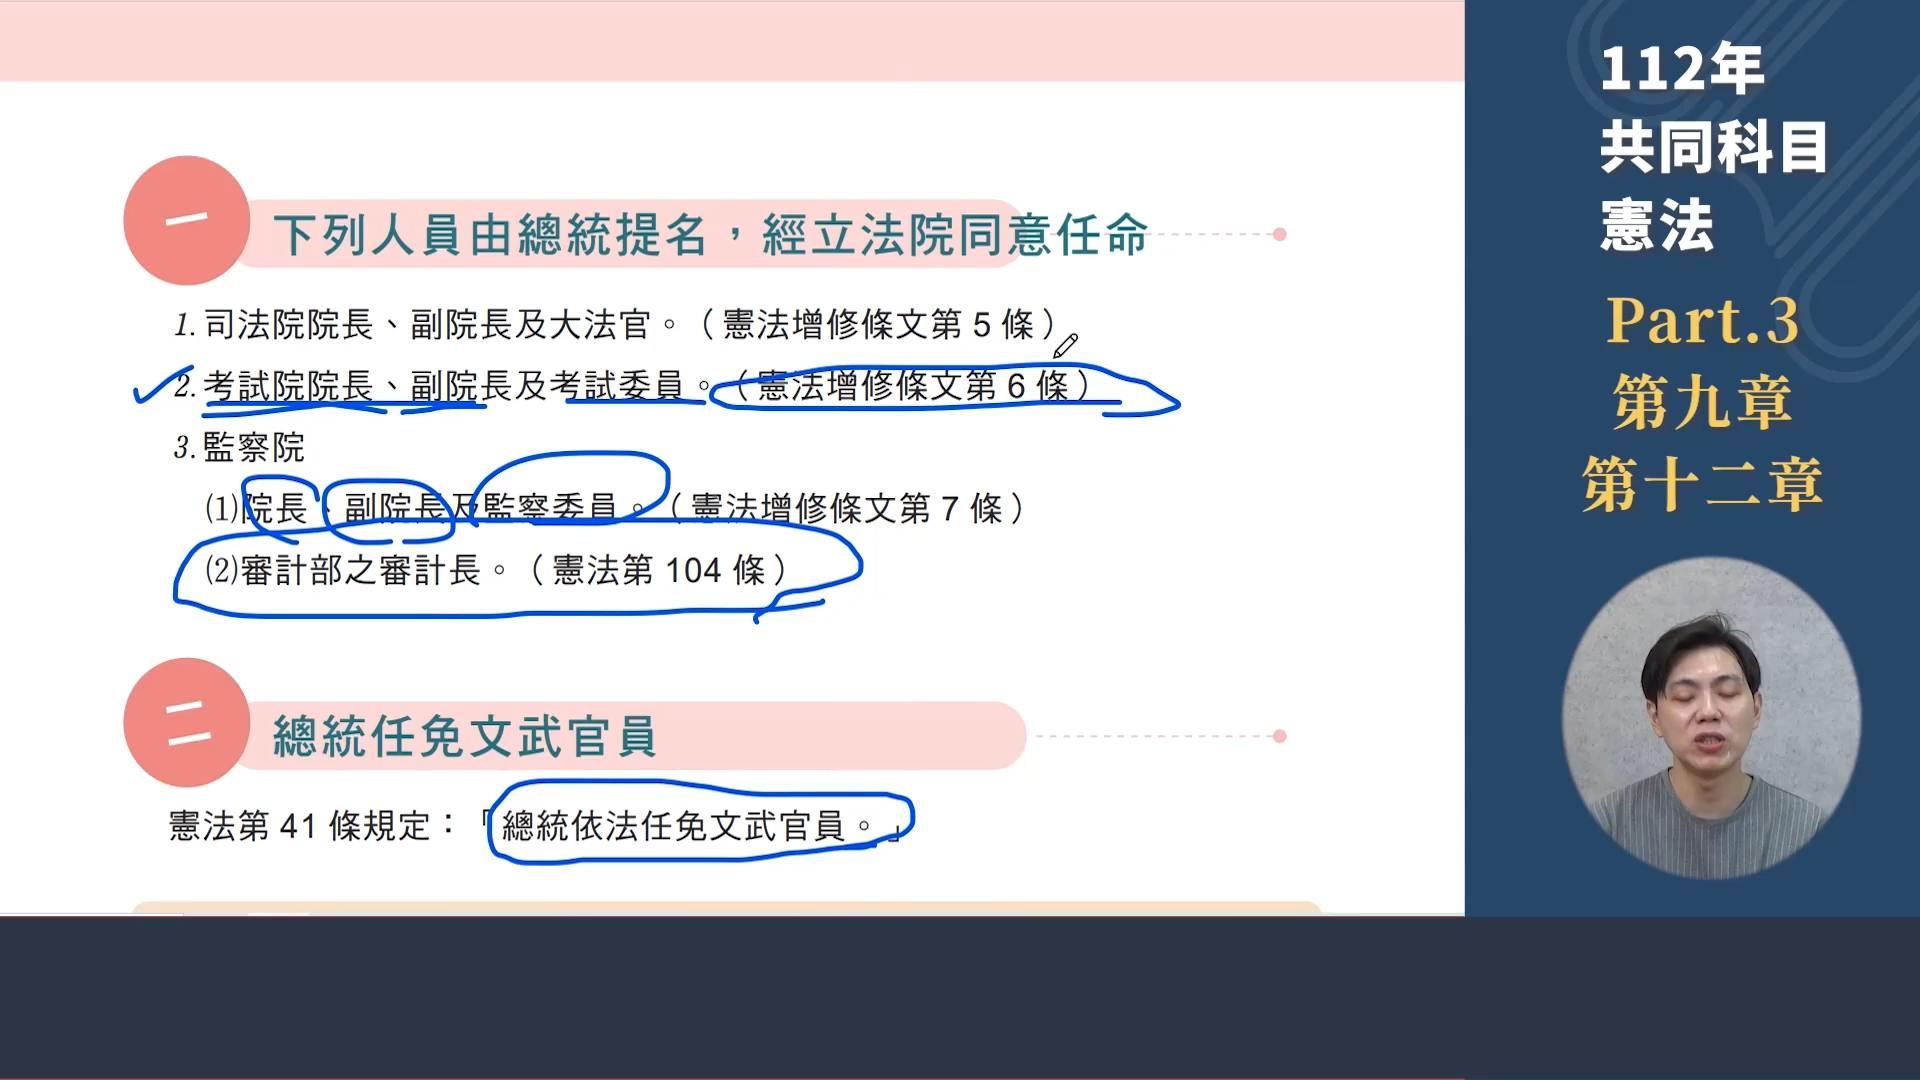 一
下列人員由總統提名，經立法院同意任命
1.司法院院長、副院長及大法官。（憲法增修條文第 5 條）
2.考試院院長、副院長及考試委員。（憲法增修條文第 6 條）
3.監察院
(1)院長、副院長及監察委員。（憲法增修條文第 7 條）
(2)審計部之審計長。（憲法第 104 條）
二
總統任免文武官員
憲法第 41 條規定：「總統依法任免文武官員。」
112年
共同科目
憲法
Part.3
第九章
第十二章